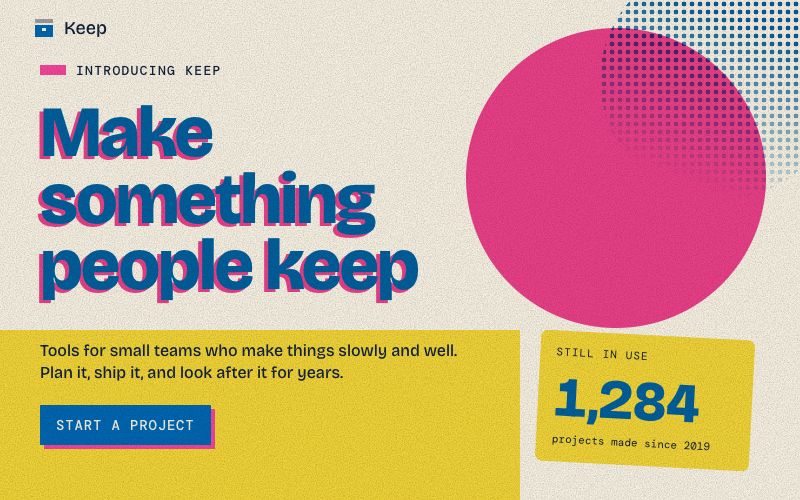 Keep
INTRODUCING KEEP
Make
something
people keep
Tools for small teams who make things slowly and well.
Plan it, ship it, and look after it for years.
START A PROJECT
STILL IN USE
1,284
projects made since 2019